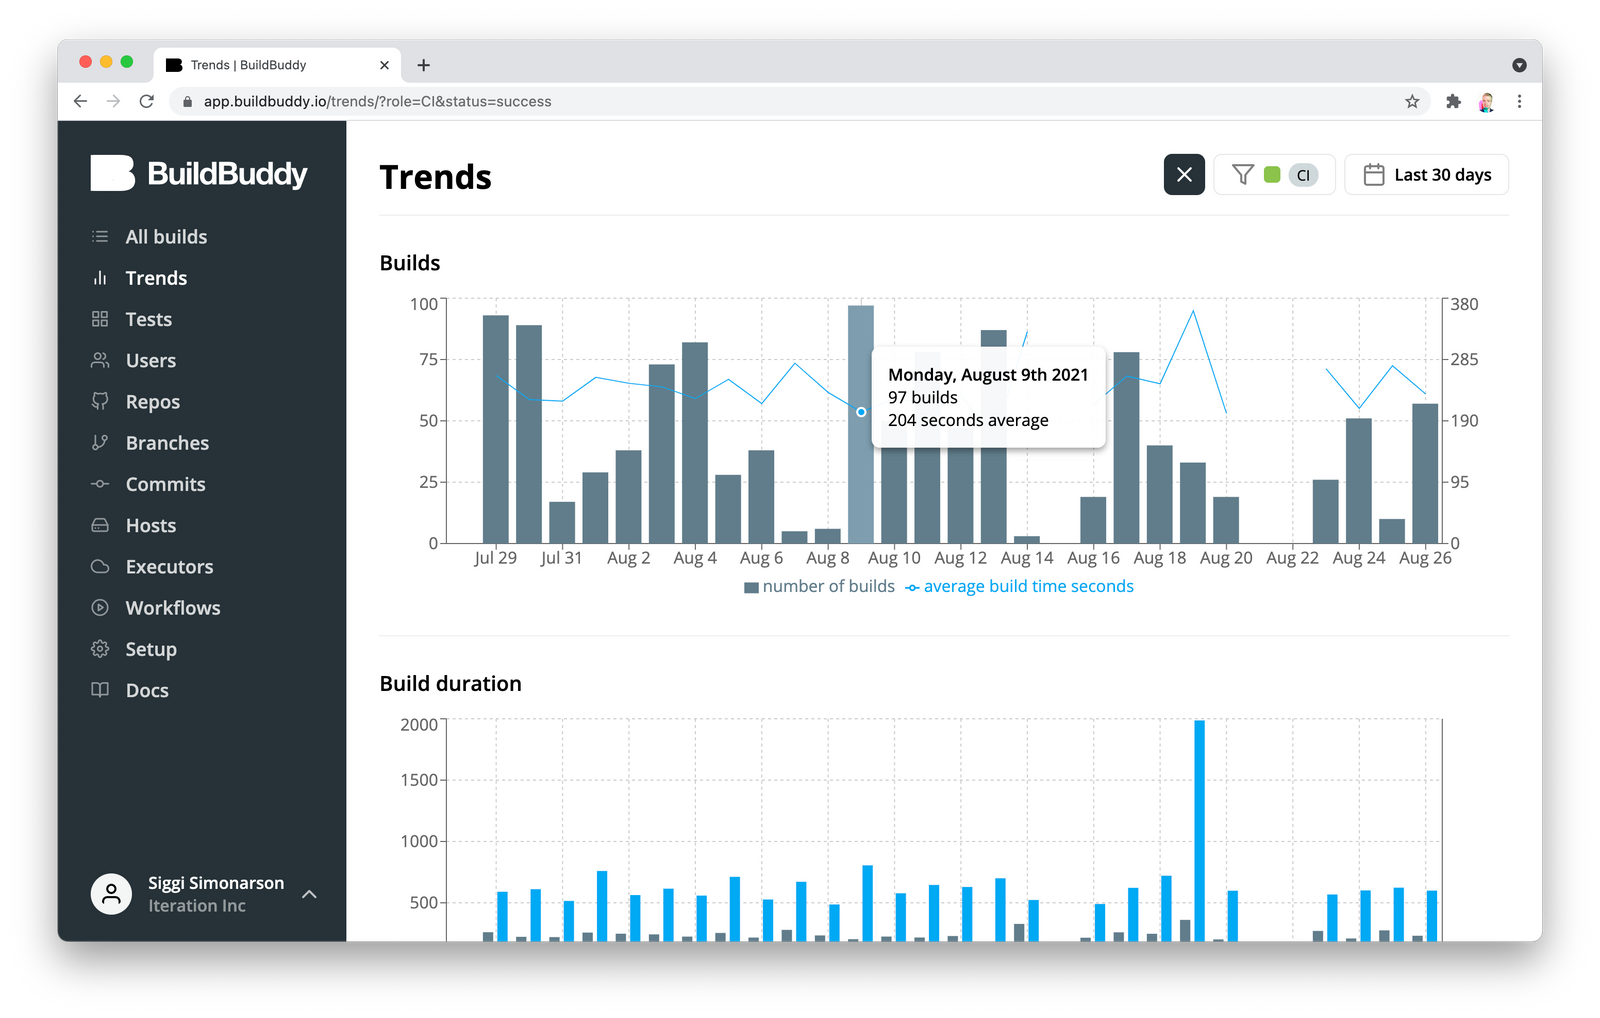 Trends | BuildBuddy
app.buildbuddy.io/trends/?role=CI&status=success
BuildBuddy
All builds
Trends
Tests
Users
Repos
Branches
Commits
Hosts
Executors
Workflows
Setup
Docs
Siggi Simonarson
Iteration Inc
Trends
CI
Last 30 days
Builds
100
75
50
25
0
380
285
190
95
0
Monday, August 9th 2021
97 builds
204 seconds average
Jul 29 Jul 31 Aug 2 Aug 4 Aug 6 Aug 8 Aug 10 Aug 12 Aug 14 Aug 16 Aug 18 Aug 20 Aug 22 Aug 24 Aug 26
number of builds average build time seconds
Build duration
2000
1500
1000
500